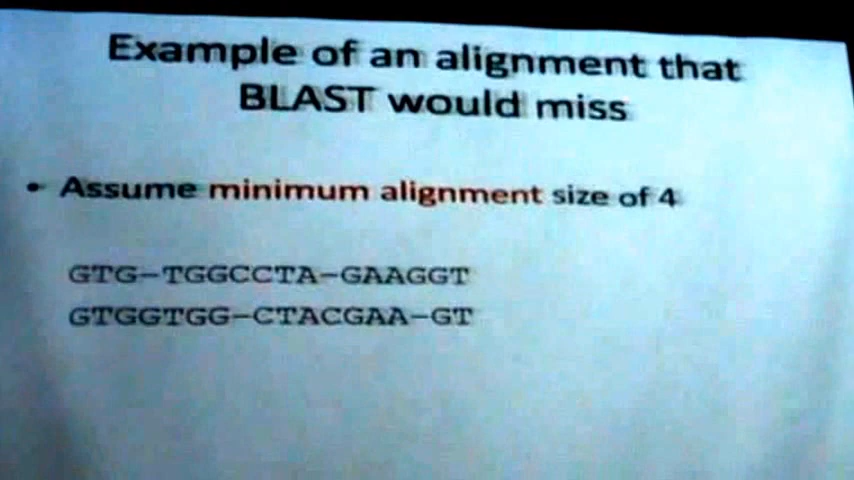 Example of an alignment that
BLAST would miss
• Assume minimum alignment size of 4
GTG-TGGCCTA-GAAGGT
GTGGTGG-CTACGAA-GT